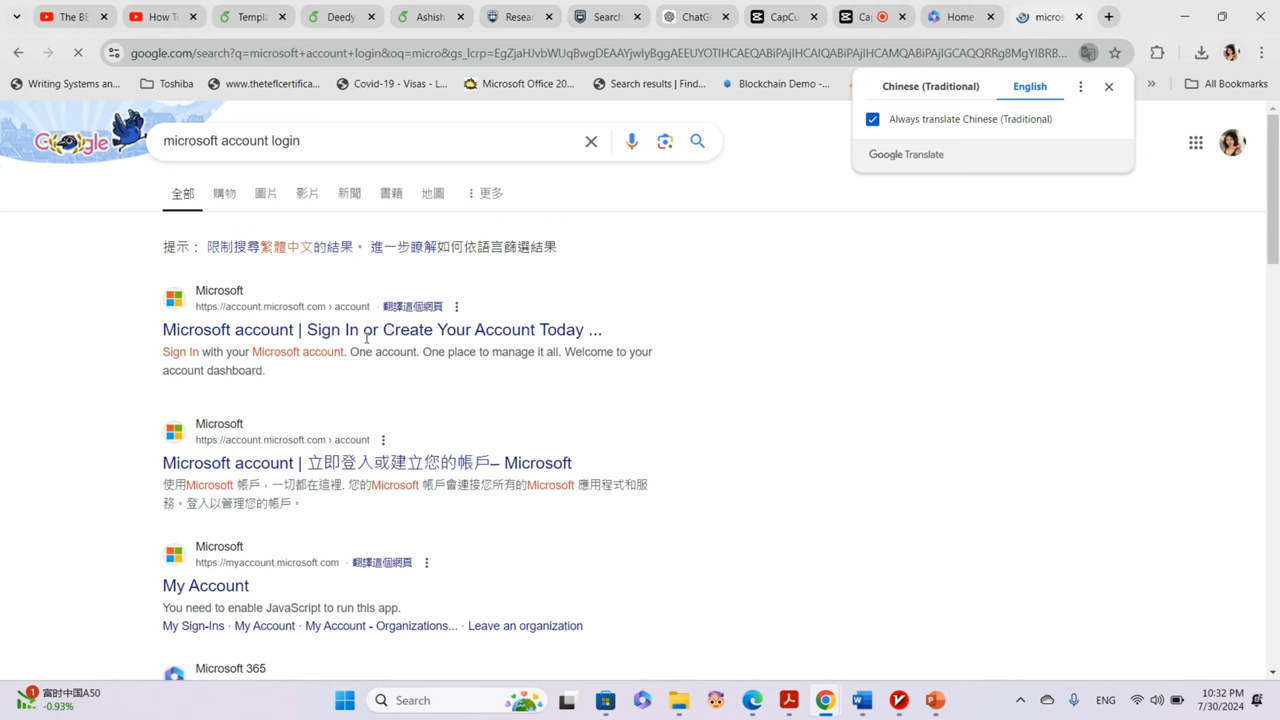 The BE
How To
Templ
Deedy
Ashish
Resea
Search
ChatG
CapCu
Ca
Home
micros
google.com/search?q=microsoft+account+login&oq=micro&gs_lcrp=EgZjaHJvbWUqBwgDEAAYjwIyBggAEEUYOTIHCAEQABiPAjIHCAIQABiPAjIHCAMQABiPAjIGCAQQRRg8MgYIBRB...
Writing Systems an...
Toshiba
www.theteflcertifica...
Covid-19 - Visas - L...
Microsoft Office 20...
Search results | Find...
Blockchain Demo -...
All Bookmarks
Chinese (Traditional)
English
Always translate Chinese (Traditional)
Google Translate
Google
microsoft account login
全部 購物 圖片 影片 新聞 書籍 地圖 更多
提示： 限制搜尋繁體中文的結果。 進一步瞭解如何依語言篩選結果
Microsoft
https://account.microsoft.com › account · 翻譯這個網頁
Microsoft account | Sign In or Create Your Account Today ...
Sign In with your Microsoft account. One account. One place to manage it all. Welcome to your
account dashboard.
Microsoft
https://account.microsoft.com › account
Microsoft account | 立即登入或建立您的帳戶– Microsoft
使用Microsoft 帳戶，一切都在這裡. 您的Microsoft 帳戶會連接您所有的Microsoft 應用程式和服
務。登入以管理您的帳戶。
Microsoft
https://myaccount.microsoft.com · 翻譯這個網頁
My Account
You need to enable JavaScript to run this app.
My Sign-Ins · My Account · My Account - Organizations... · Leave an organization
Microsoft 365
1
富时中国A50
-0.93%
Search
ENG
10:32 PM
7/30/2024